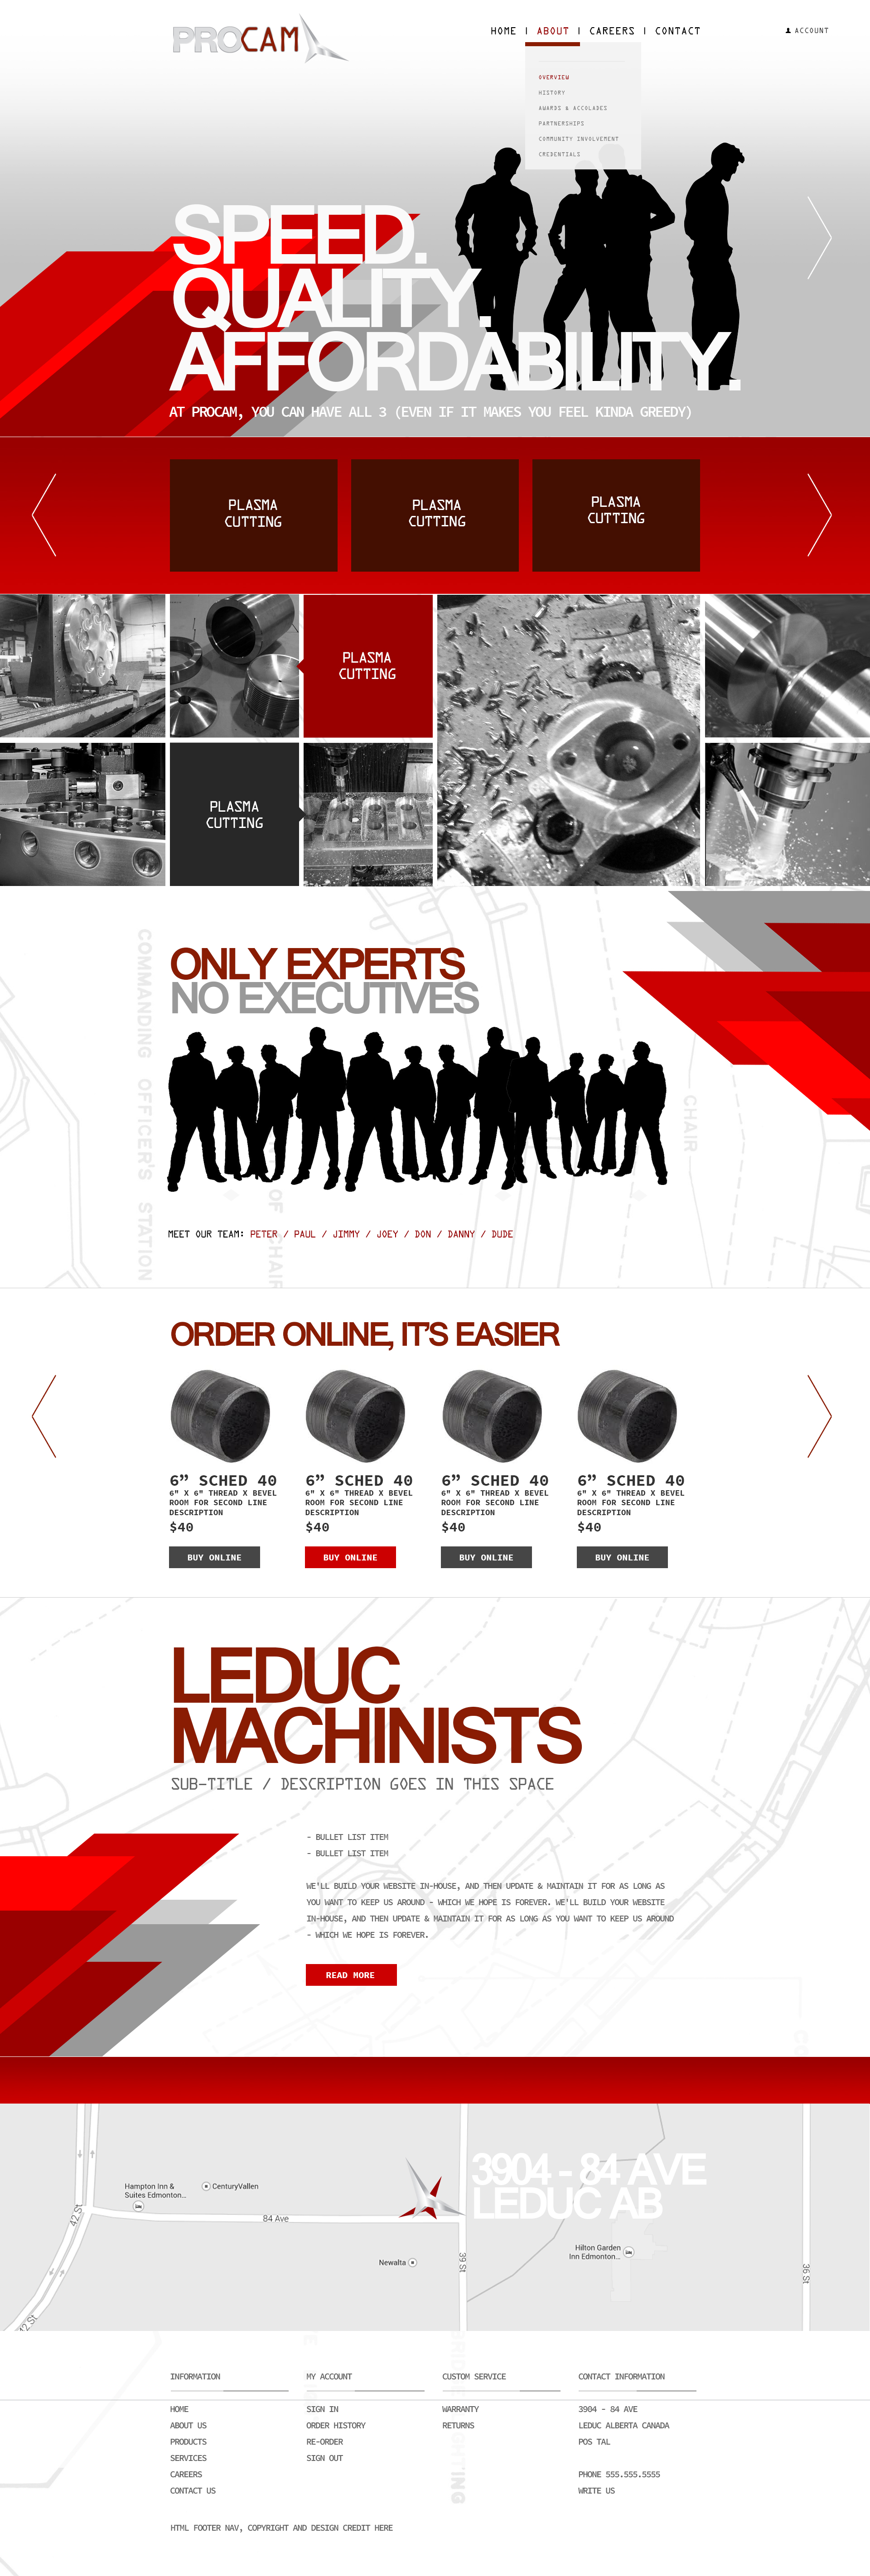 PROCAM
HOME | ABOUT | CAREERS | CONTACT
ACCOUNT
OVERVIEW
HISTORY
AWARDS & ACCOLADES
PARTNERSHIPS
COMMUNITY INVOLVEMENT
CREDENTIALS
SPEED.
QUALITY.
AFFORDABILITY.
AT PROCAM, YOU CAN HAVE ALL 3 (EVEN IF IT MAKES YOU FEEL KINDA GREEDY)
PLASMA
CUTTING
PLASMA
CUTTING
PLASMA
CUTTING
PLASMA
CUTTING
PLASMA
CUTTING
COMMANDING OFFICER'S STATION
ONLY EXPERTS
NO EXECUTIVES
CHAIR
OF CHAIR
MEET OUR TEAM: PETER / PAUL / JIMMY / JOEY / DON / DANNY / DUDE
ORDER ONLINE, IT'S EASIER
6” SCHED 40
6" X 6" THREAD X BEVEL
ROOM FOR SECOND LINE
DESCRIPTION
$40
BUY ONLINE
6” SCHED 40
6" X 6" THREAD X BEVEL
ROOM FOR SECOND LINE
DESCRIPTION
$40
BUY ONLINE
6” SCHED 40
6" X 6" THREAD X BEVEL
ROOM FOR SECOND LINE
DESCRIPTION
$40
BUY ONLINE
6” SCHED 40
6" X 6" THREAD X BEVEL
ROOM FOR SECOND LINE
DESCRIPTION
$40
BUY ONLINE
LEDUC
MACHINISTS
SUB-TITLE / DESCRIPTION GOES IN THIS SPACE
- BULLET LIST ITEM
- BULLET LIST ITEM
WE'LL BUILD YOUR WEBSITE IN-HOUSE, AND THEN UPDATE & MAINTAIN IT FOR AS LONG AS
YOU WANT TO KEEP US AROUND - WHICH WE HOPE IS FOREVER. WE'LL BUILD YOUR WEBSITE
IN-HOUSE, AND THEN UPDATE & MAINTAIN IT FOR AS LONG AS YOU WANT TO KEEP US AROUND
- WHICH WE HOPE IS FOREVER.
READ MORE
3904 - 84 AVE
LEDUC AB
Hampton Inn &
Suites Edmonton...
CenturyVallen
42 St
84 Ave
Newalta
39 St
Hilton Garden
Inn Edmonton...
36 St
42 St
INFORMATION
HOME
ABOUT US
PRODUCTS
SERVICES
CAREERS
CONTACT US
MY ACCOUNT
SIGN IN
ORDER HISTORY
RE-ORDER
SIGN OUT
CUSTOM SERVICE
WARRANTY
RETURNS
CONTACT INFORMATION
3904 - 84 AVE
LEDUC ALBERTA CANADA
POS TAL
PHONE 555.555.5555
WRITE US
HTML FOOTER NAV, COPYRIGHT AND DESIGN CREDIT HERE